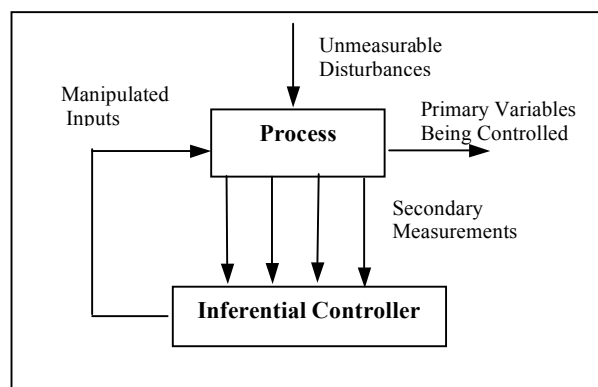 Unmeasurable
Disturbances
Manipulated
Inputs
Primary Variables
Being Controlled
Process
Secondary
Measurements
Inferential Controller